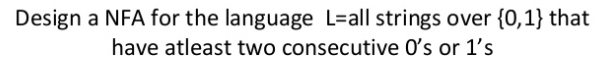 Design a NFA for the language  L=all strings over {0,1} that
have atleast two consecutive 0’s or 1’s